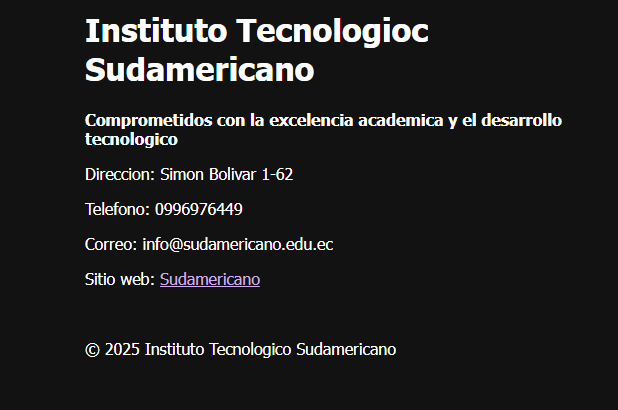 Instituto Tecnologioc
Sudamericano
Comprometidos con la excelencia academica y el desarrollo
tecnologico
Direccion: Simon Bolivar 1-62
Telefono: 0996976449
Correo: info@sudamericano.edu.ec
Sitio web: Sudamericano
© 2025 Instituto Tecnologico Sudamericano